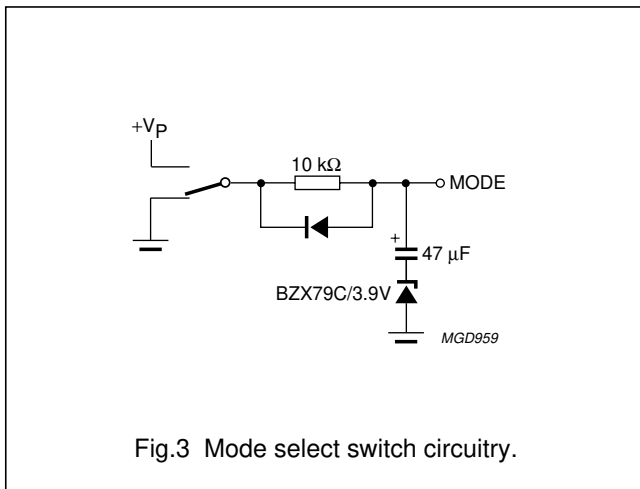 +VP
10 kΩ
MODE
+
47 μF
BZX79C/3.9V
MGD959
Fig.3 Mode select switch circuitry.